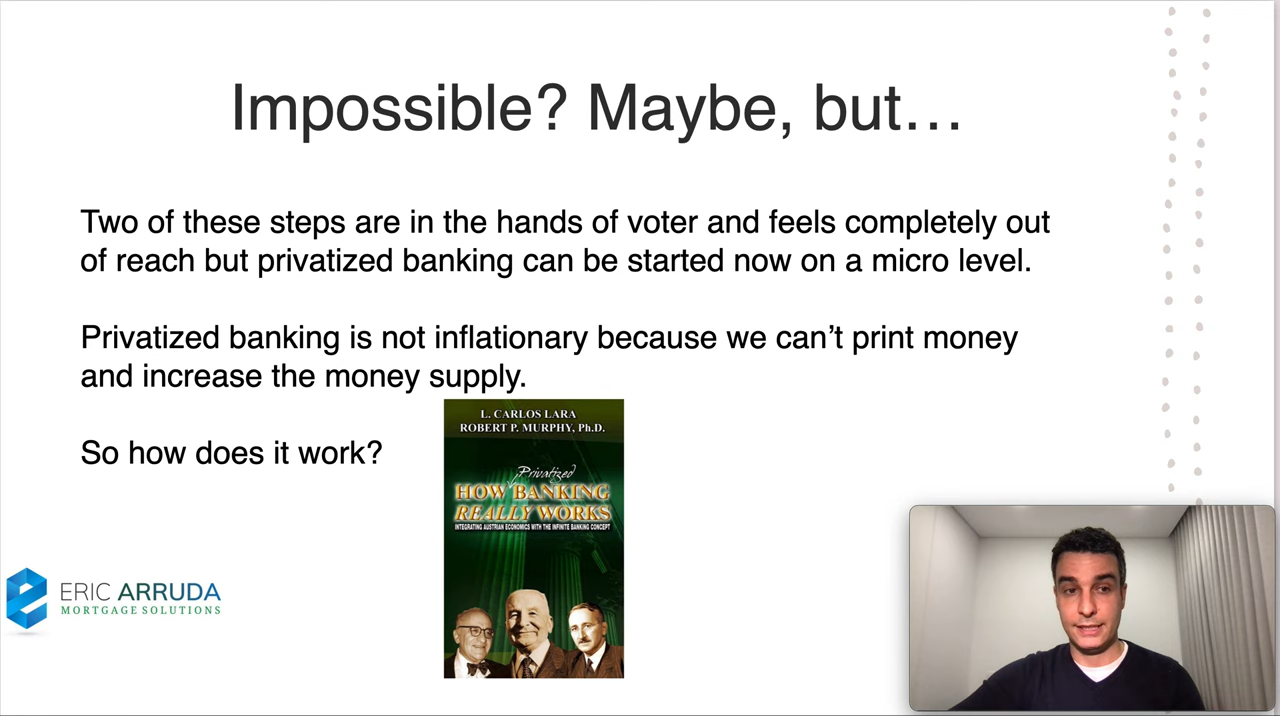 Impossible? Maybe, but…
Two of these steps are in the hands of voter and feels completely out
of reach but privatized banking can be started now on a micro level.
Privatized banking is not inflationary because we can’t print money
and increase the money supply.
So how does it work?
L. CARLOS LARA
ROBERT P. MURPHY, Ph.D.
Privatized
HOW BANKING
REALLY WORKS
INTEGRATING AUSTRIAN ECONOMICS WITH THE INFINITE BANKING CONCEPT
ERIC ARRUDA
MORTGAGE SOLUTIONS